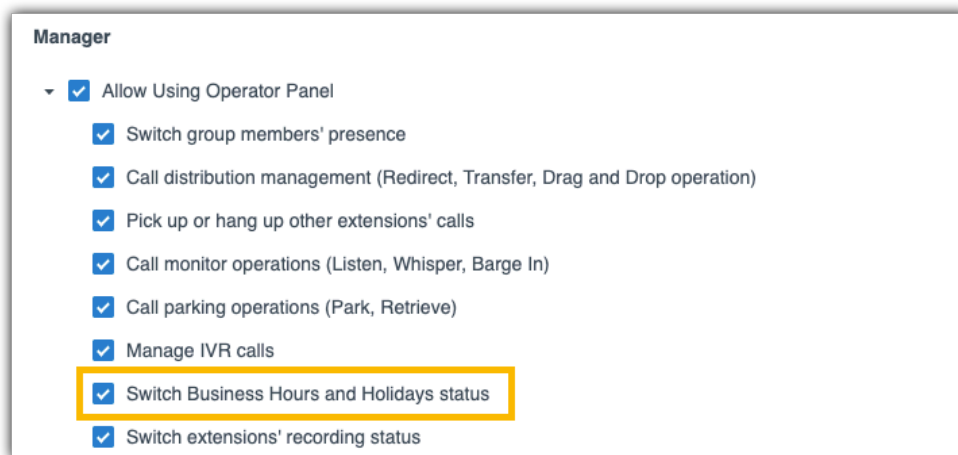 Manager
Allow Using Operator Panel
Switch group members' presence
Call distribution management (Redirect, Transfer, Drag and Drop operation)
Pick up or hang up other extensions' calls
Call monitor operations (Listen, Whisper, Barge In)
Call parking operations (Park, Retrieve)
Manage IVR calls
Switch Business Hours and Holidays status
Switch extensions' recording status